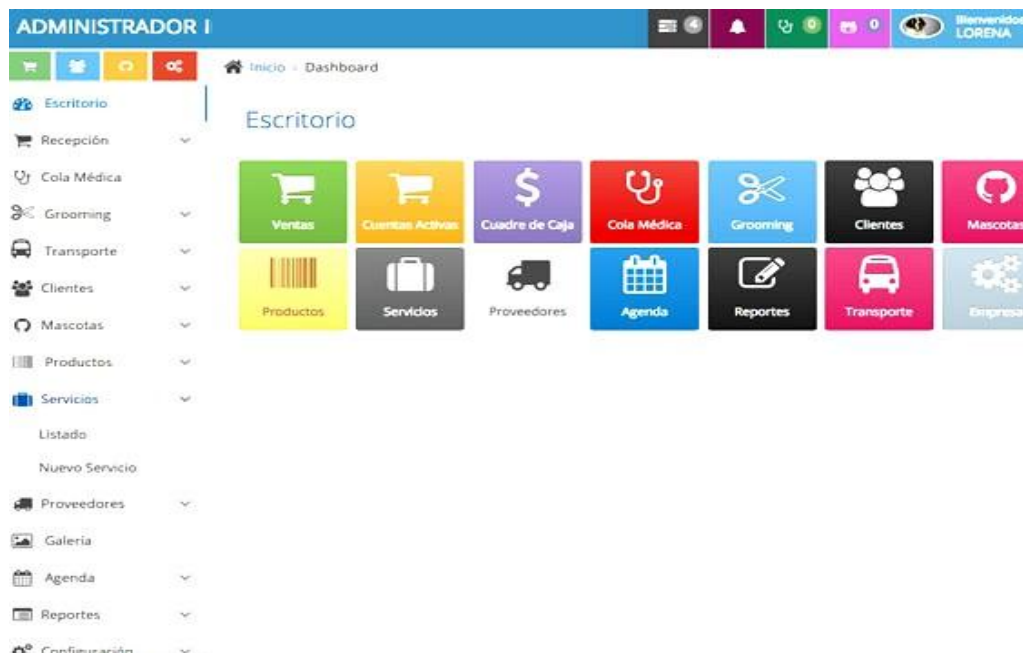 ADMINISTRADOR I
4
0
0
Bienvenidos
LORENA
Inicio
Dashboard
Escritorio
Recepción
Cola Médica
Grooming
Transporte
Clientes
Mascotas
Productos
Servicios
Listado
Nuevo Servicio
Proveedores
Galería
Agenda
Reportes
Configuración
Escritorio
Ventas
Cuentas Activas
Cuadre de Caja
Cola Médica
Grooming
Clientes
Mascotas
Productos
Servicios
Proveedores
Agenda
Reportes
Transporte
Empresa